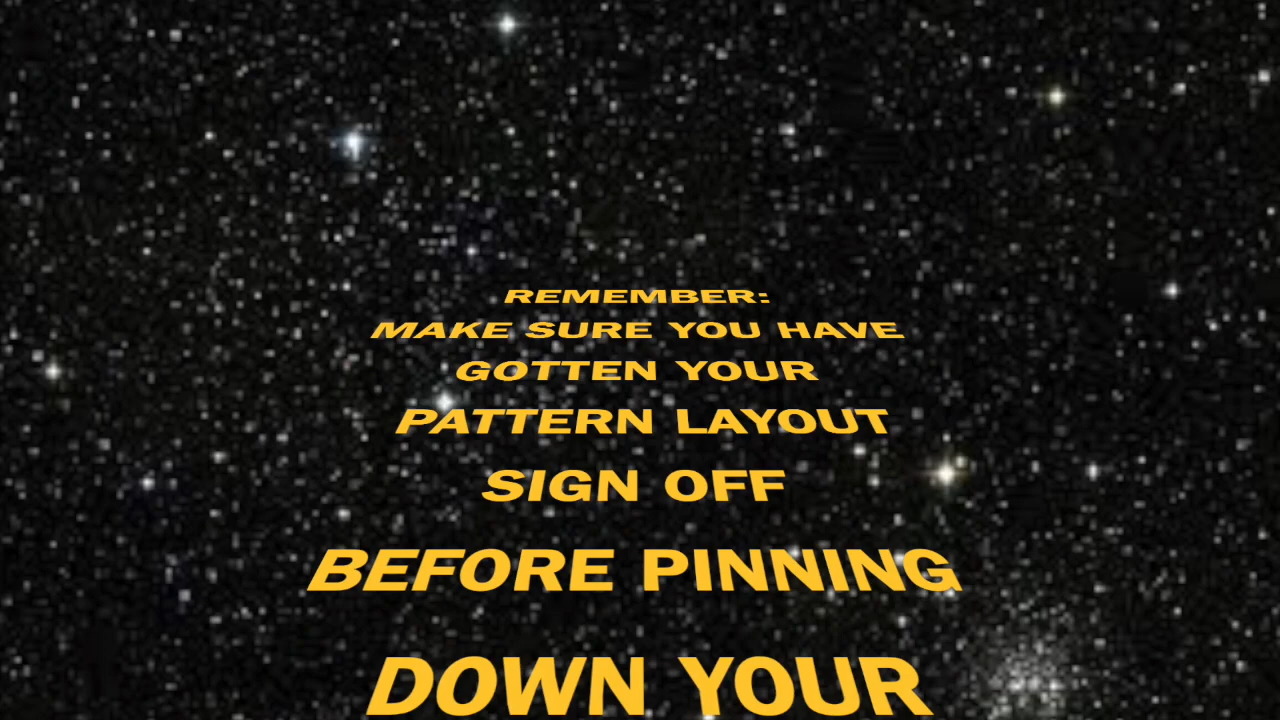 REMEMBER:
MAKE SURE YOU HAVE
GOTTEN YOUR
PATTERN LAYOUT
SIGN OFF
BEFORE PINNING
DOWN YOUR